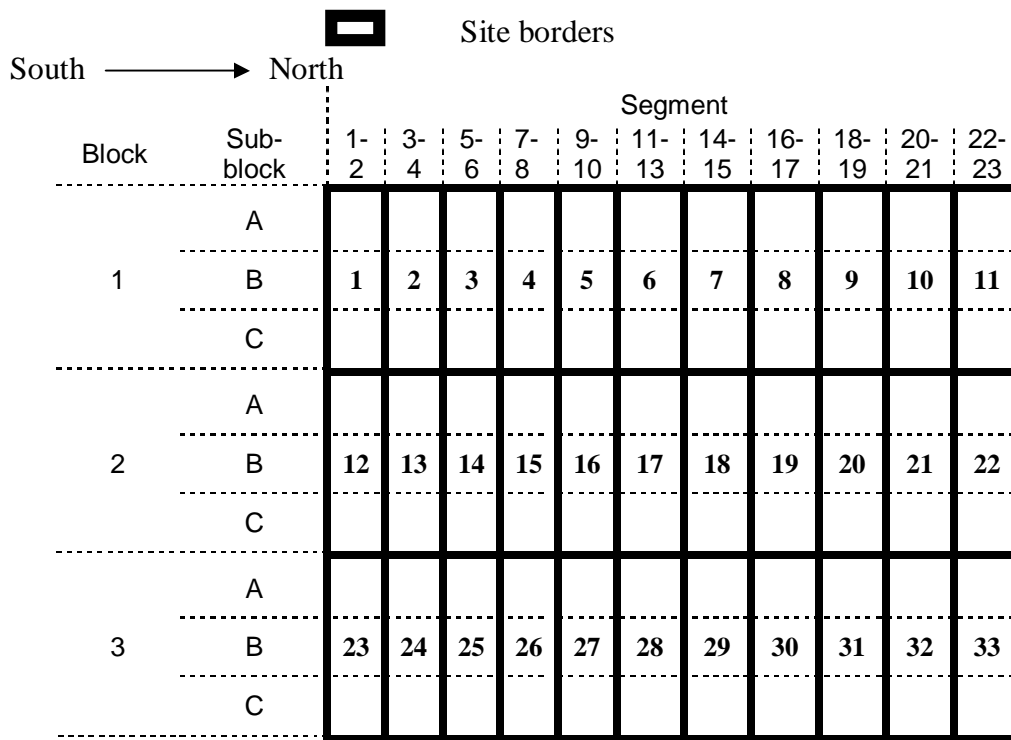 Site borders
South North
Segment
Block Sub-block 1-2 3-4 5-6 7-8 9-10 11-13 14-15 16-17 18-19 20-21 22-23
A
1 B 1 2 3 4 5 6 7 8 9 10 11
C
A
2 B 12 13 14 15 16 17 18 19 20 21 22
C
A
3 B 23 24 25 26 27 28 29 30 31 32 33
C